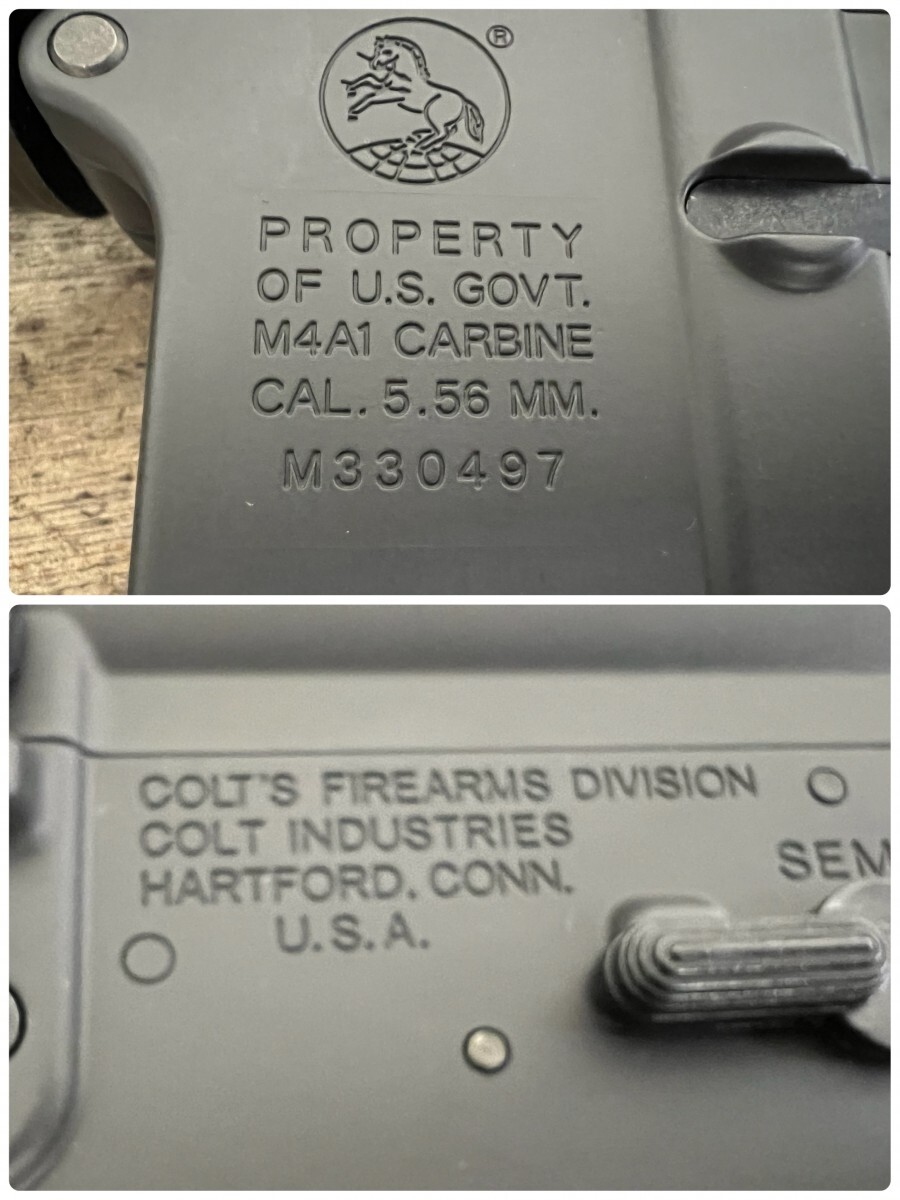 ®
PROPERTY
OF U.S. GOVT.
M4A1 CARBINE
CAL. 5.56 MM.
M330497
COLT'S FIREARMS DIVISION
COLT INDUSTRIES
HARTFORD. CONN.
U.S.A.
SEM